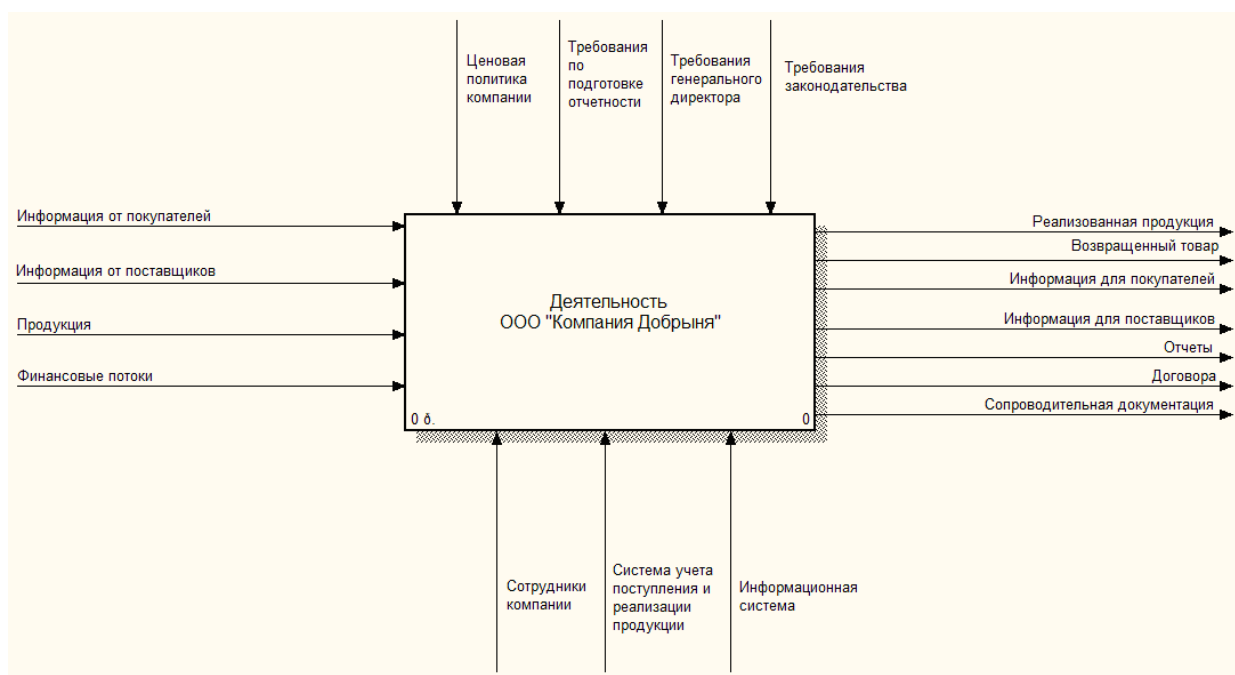 Ценовая
политика
компании
Требования
по
подготовке
отчетности
Требования
генерального
директора
Требования
законодательства
Информация от покупателей
Информация от поставщиков
Продукция
Финансовые потоки
Деятельность
ООО "Компания Добрыня"
0 ð.
0
Реализованная продукция
Возвращенный товар
Информация для покупателей
Информация для поставщиков
Отчеты
Договора
Сопроводительная документация
Сотрудники
компании
Система учета
поступления и
реализации
продукции
Информационная
система